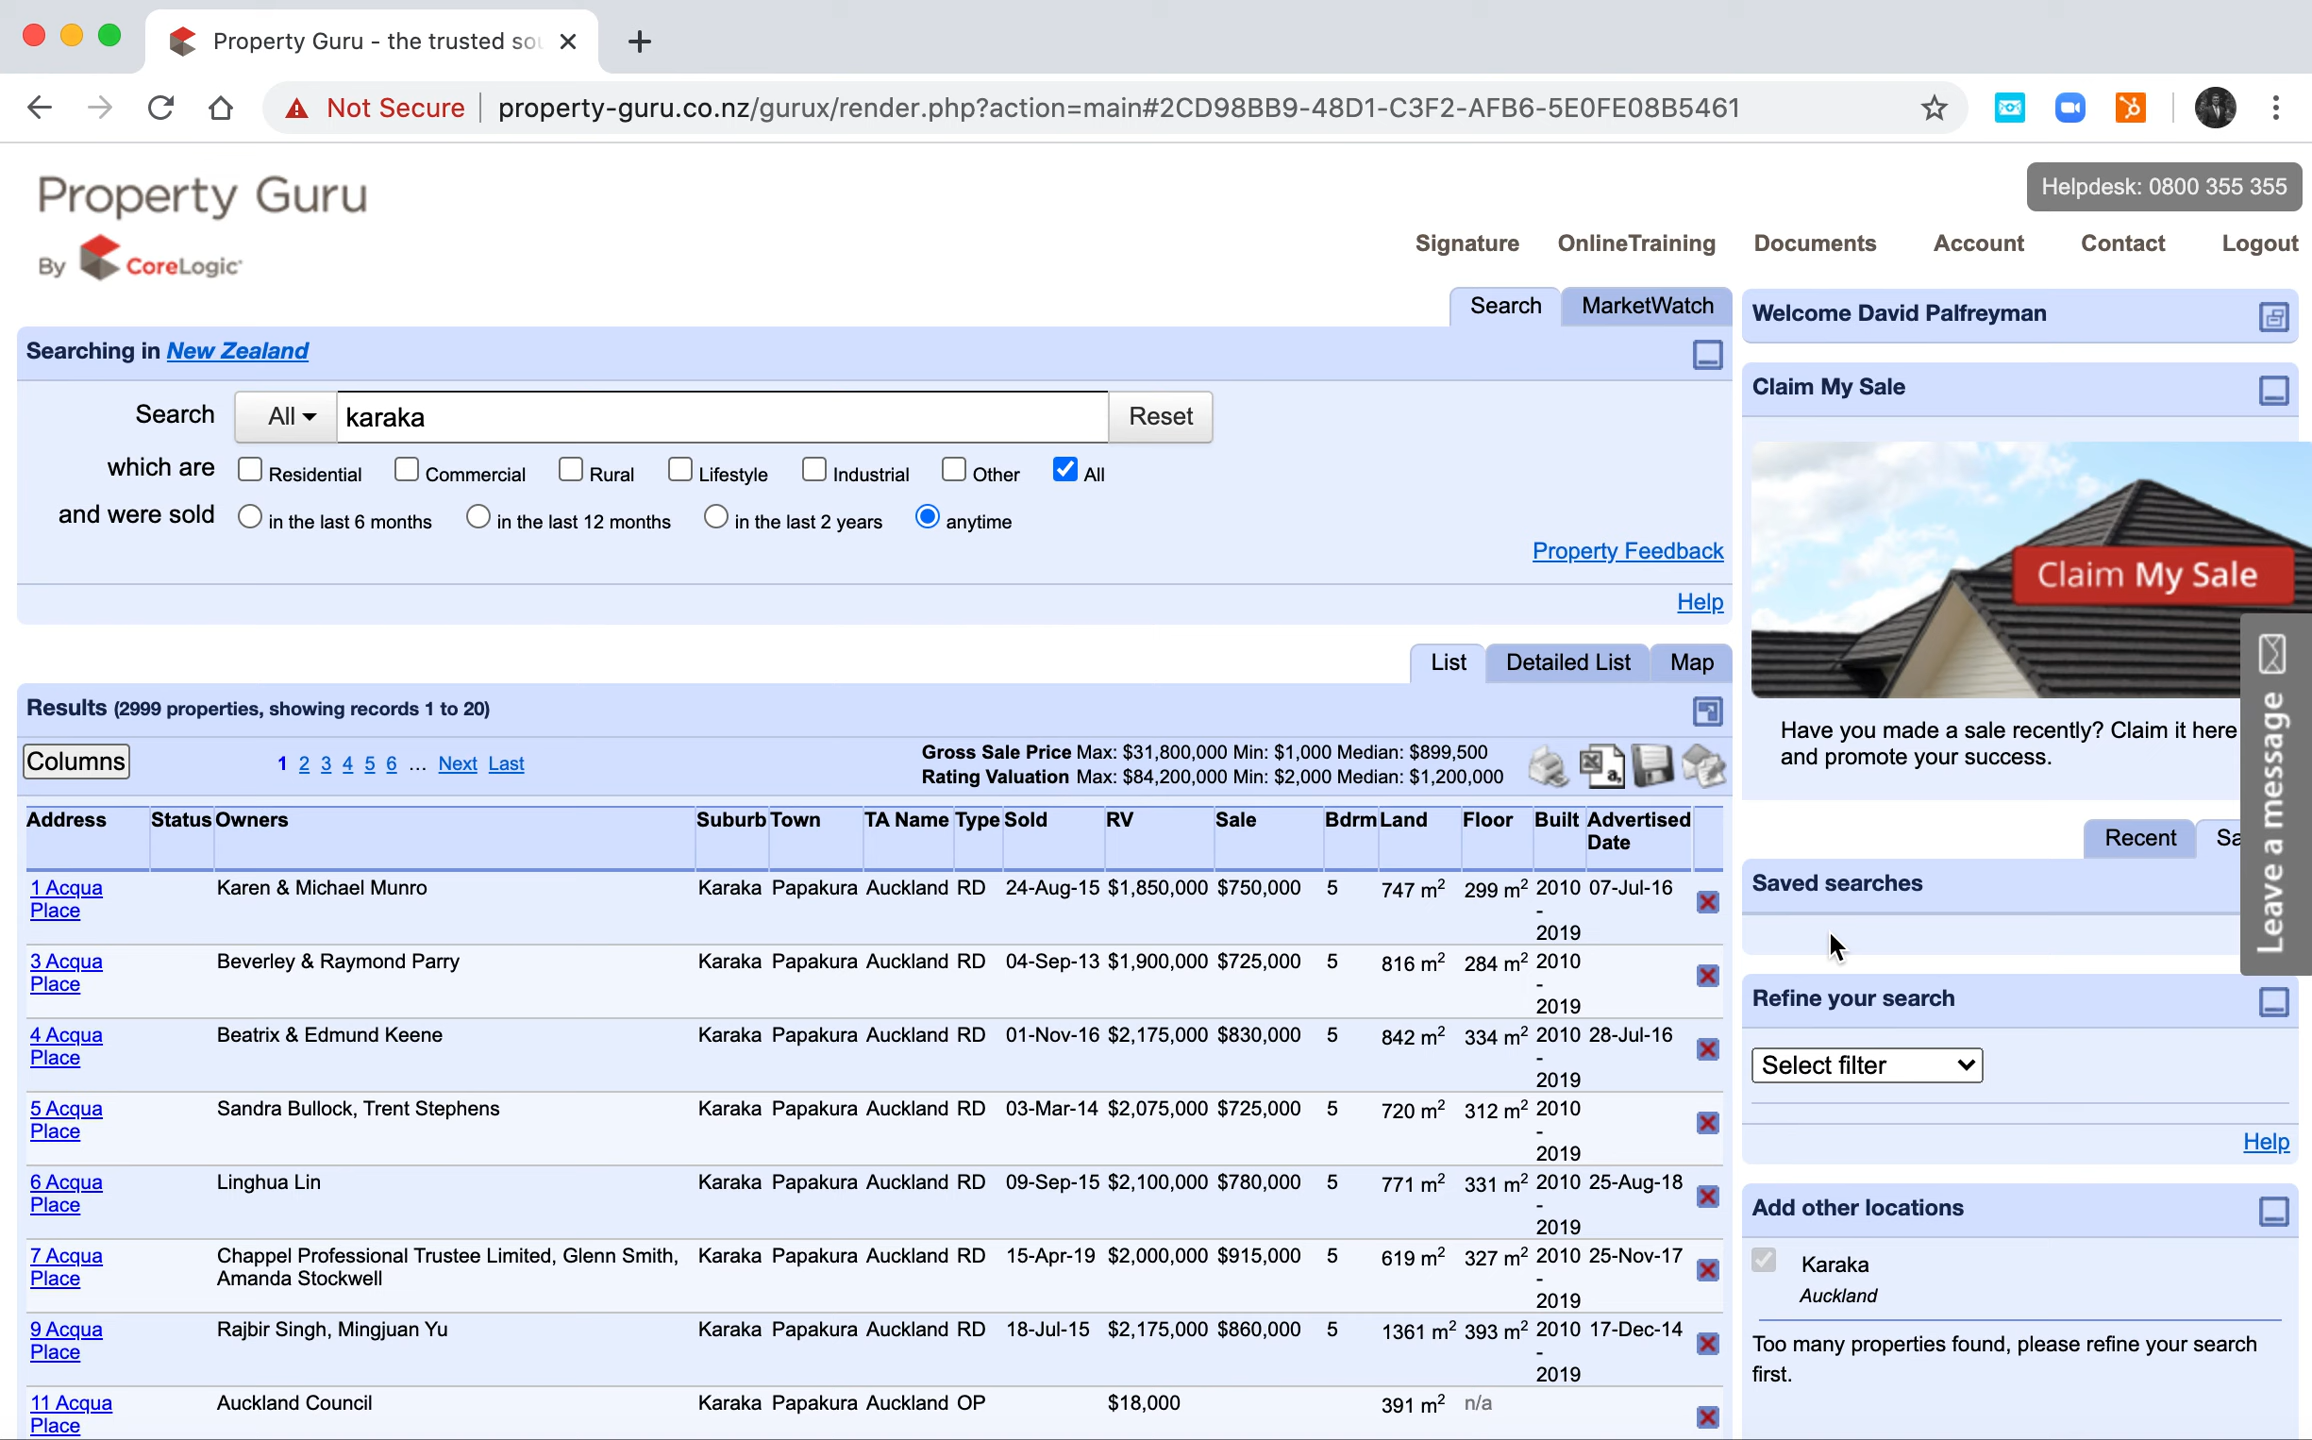 Property Guru - the trusted so
Not Secure property-guru.co.nz/gurux/render.php?action=main#2CD98BB9-48D1-C3F2-AFB6-5E0FE08B5461
Property Guru
By CoreLogic
Helpdesk: 0800 355 355
Signature OnlineTraining Documents Account Contact Logout
Search MarketWatch
Searching in New Zealand
Search All karaka Reset
which are Residential Commercial Rural Lifestyle Industrial Other All
and were sold in the last 6 months in the last 12 months in the last 2 years anytime
Property Feedback
Help
List Detailed List Map
Results (2999 properties, showing records 1 to 20)
Columns 1 2 3 4 5 6 ... Next Last
Gross Sale Price Max: $31,800,000 Min: $1,000 Median: $899,500
Rating Valuation Max: $84,200,000 Min: $2,000 Median: $1,200,000
Address Status Owners Suburb Town TA Name Type Sold RV Sale Bdrm Land Floor Built Advertised
Date
1 Acqua Karen & Michael Munro Karaka Papakura Auckland RD 24-Aug-15 $1,850,000 $750,000 5 747 m² 299 m² 2010 07-Jul-16
Place -
2019
3 Acqua Beverley & Raymond Parry Karaka Papakura Auckland RD 04-Sep-13 $1,900,000 $725,000 5 816 m² 284 m² 2010
Place -
2019
4 Acqua Beatrix & Edmund Keene Karaka Papakura Auckland RD 01-Nov-16 $2,175,000 $830,000 5 842 m² 334 m² 2010 28-Jul-16
Place -
2019
5 Acqua Sandra Bullock, Trent Stephens Karaka Papakura Auckland RD 03-Mar-14 $2,075,000 $725,000 5 720 m² 312 m² 2010
Place -
2019
6 Acqua Linghua Lin Karaka Papakura Auckland RD 09-Sep-15 $2,100,000 $780,000 5 771 m² 331 m² 2010 25-Aug-18
Place -
2019
7 Acqua Chappel Professional Trustee Limited, Glenn Smith, Karaka Papakura Auckland RD 15-Apr-19 $2,000,000 $915,000 5 619 m² 327 m² 2010 25-Nov-17
Place Amanda Stockwell -
2019
9 Acqua Rajbir Singh, Mingjuan Yu Karaka Papakura Auckland RD 18-Jul-15 $2,175,000 $860,000 5 1361 m² 393 m² 2010 17-Dec-14
Place -
2019
11 Acqua Auckland Council Karaka Papakura Auckland OP $18,000 391 m² n/a
Place
Welcome David Palfreyman
Claim My Sale
Claim My Sale
Have you made a sale recently? Claim it here
and promote your success.
Leave a message
Recent Sa
Saved searches
Refine your search
Select filter
Help
Add other locations
Karaka
Auckland
Too many properties found, please refine your search
first.